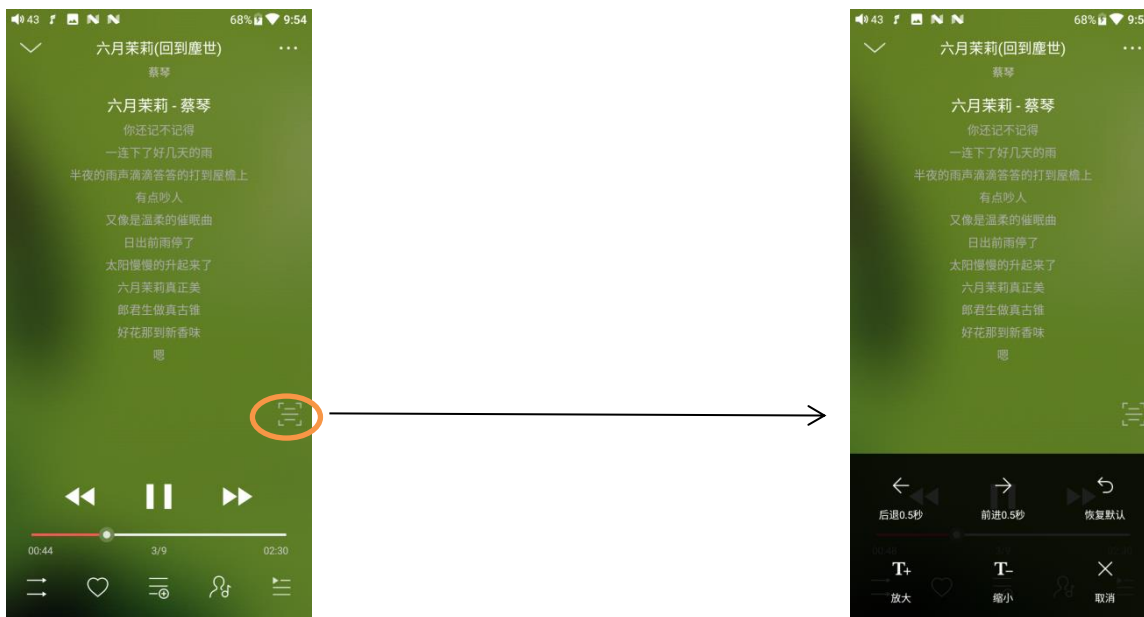 43 68% 9:54
六月茉莉(回到塵世)
蔡琴
六月茉莉 - 蔡琴
你还记不记得
一连下了好几天的雨
半夜的雨声滴滴答答的打到屋檐上
有点吵人
又像是温柔的催眠曲
日出前雨停了
太阳慢慢的升起来了
六月茉莉真正美
郎君生做真古锥
好花那到新香味
嗯
00:44 3/9 02:30
43 68% 9:5
六月茉莉(回到塵世)
蔡琴
六月茉莉 - 蔡琴
你还记不记得
一连下了好几天的雨
半夜的雨声滴滴答答的打到屋檐上
有点吵人
又像是温柔的催眠曲
日出前雨停了
太阳慢慢的升起来了
六月茉莉真正美
郎君生做真古锥
好花那到新香味
嗯
后退0.5秒 前进0.5秒 恢复默认
T+ T-
放大 缩小 取消